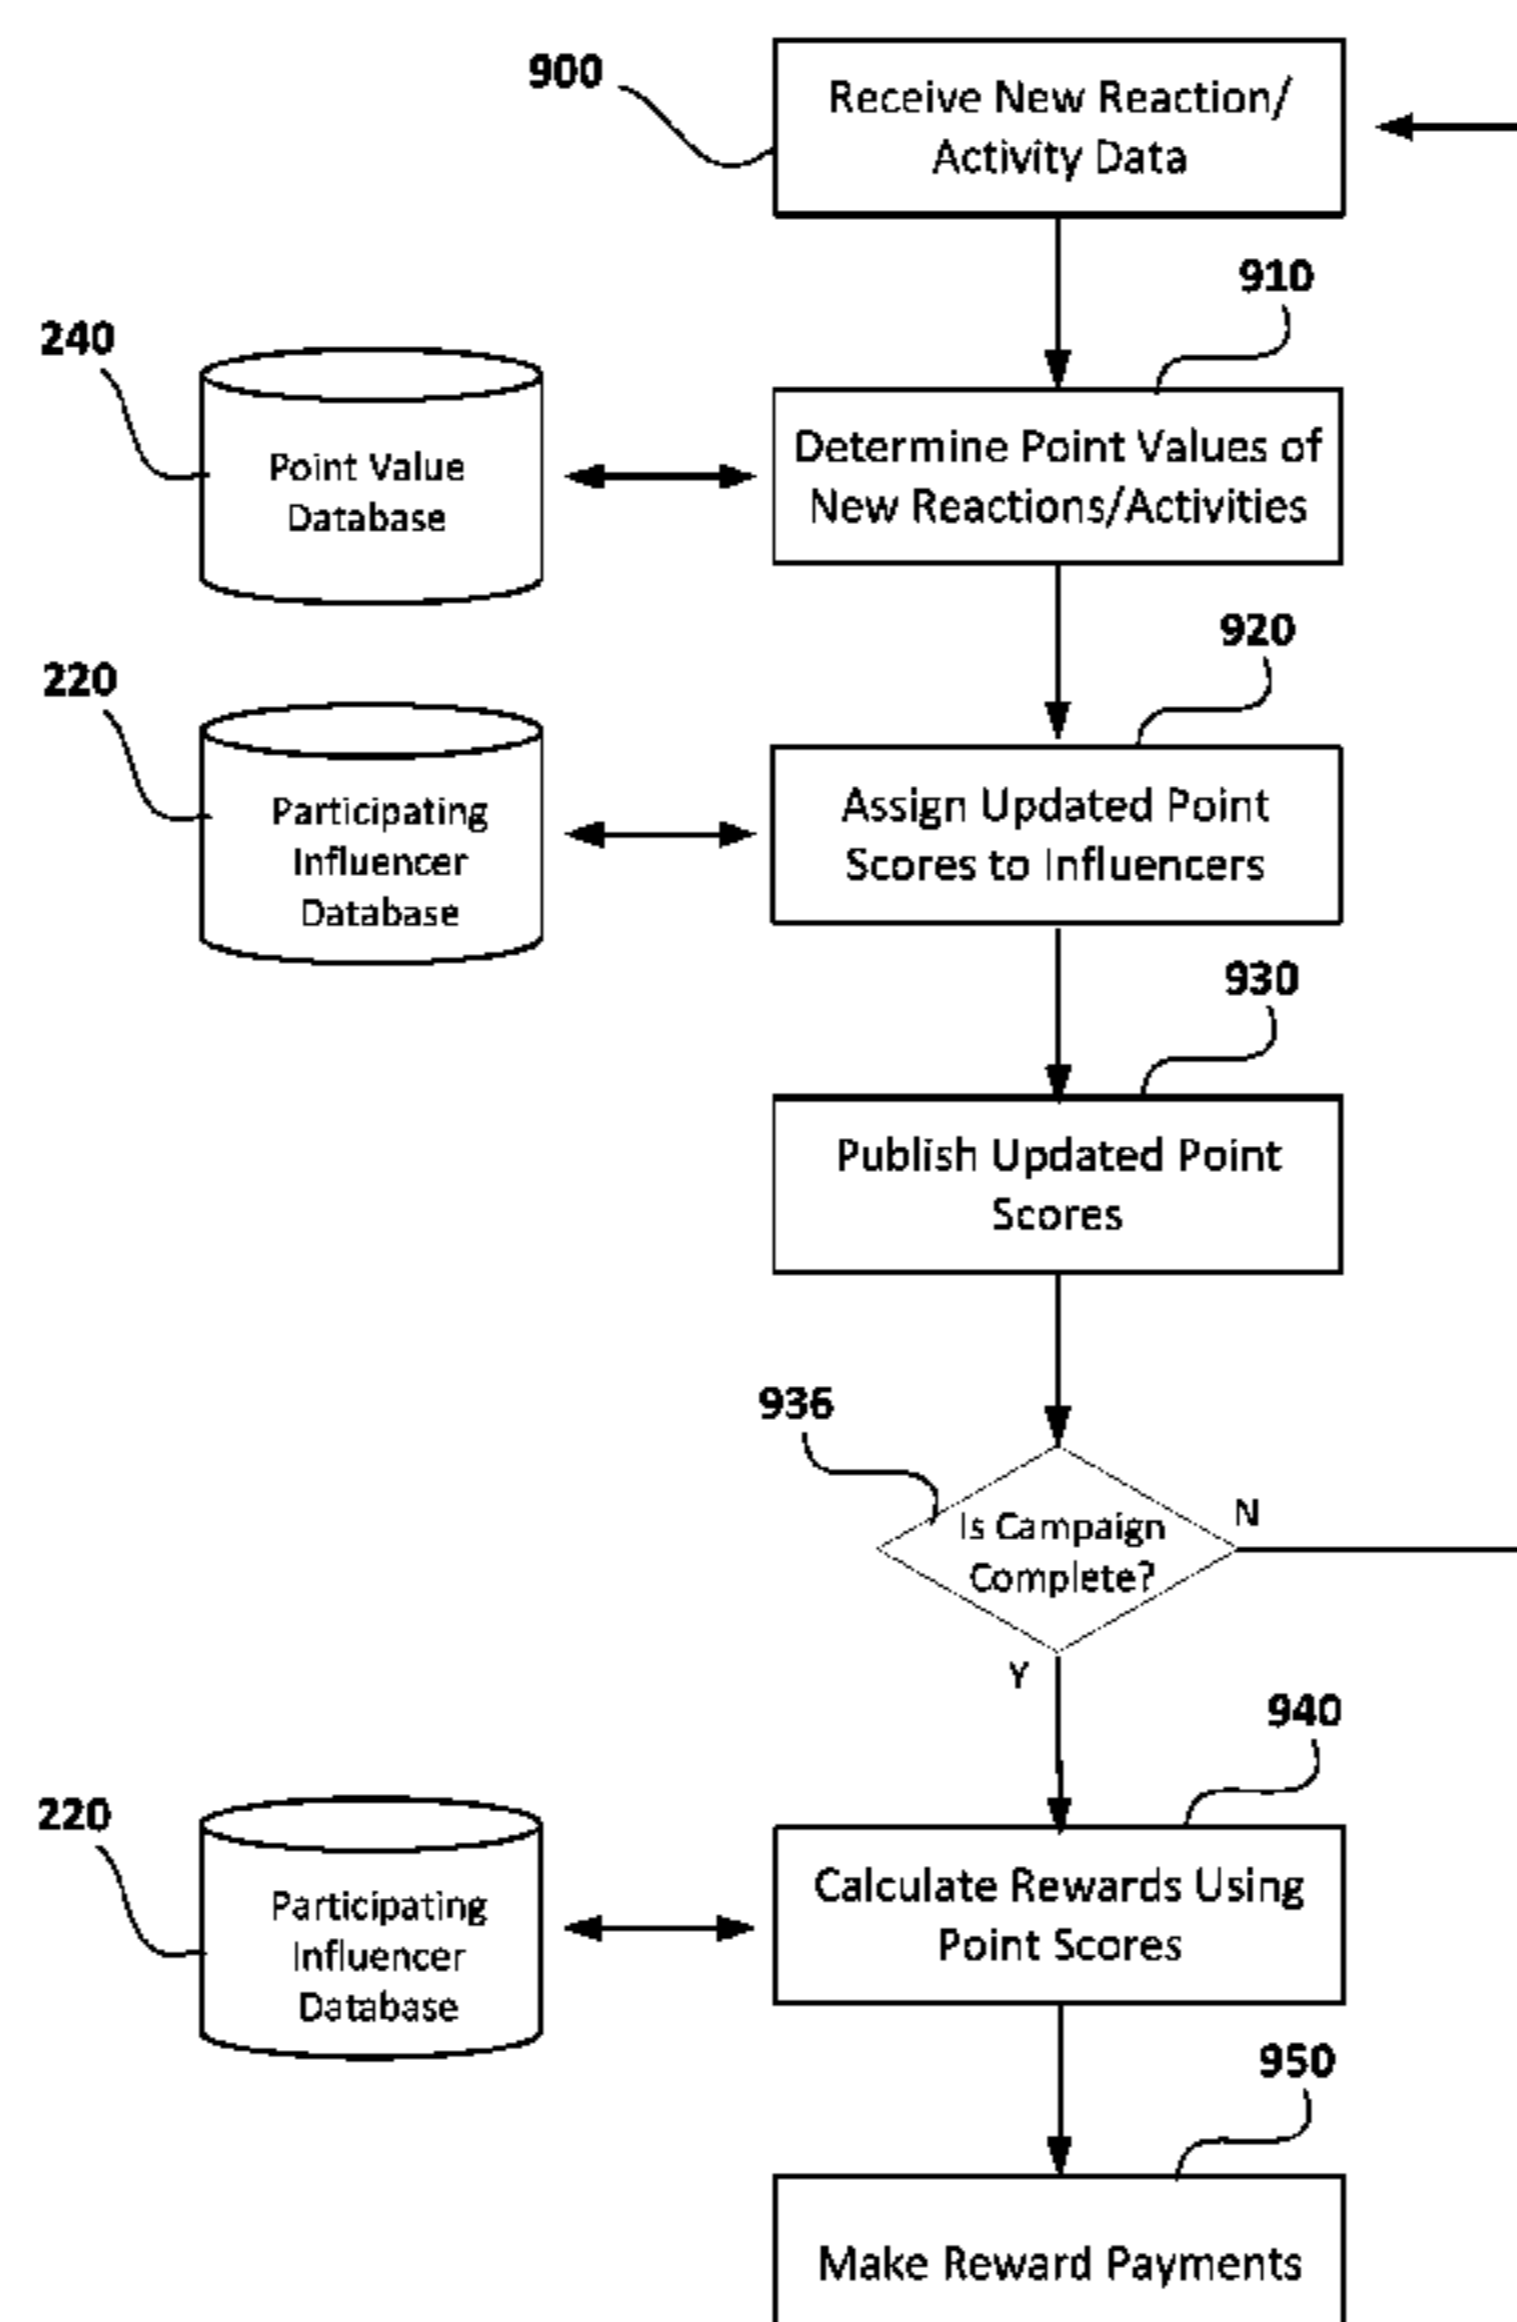 900
Receive New Reaction/
Activity Data
910
240
Point Value
Database
Determine Point Values of
New Reactions/Activities
920
220
Participating
Influencer
Database
Assign Updated Point
Scores to Influencers
930
Publish Updated Point
Scores
936
Is Campaign
Complete?
N
Y
940
220
Participating
Influencer
Database
Calculate Rewards Using
Point Scores
950
Make Reward Payments